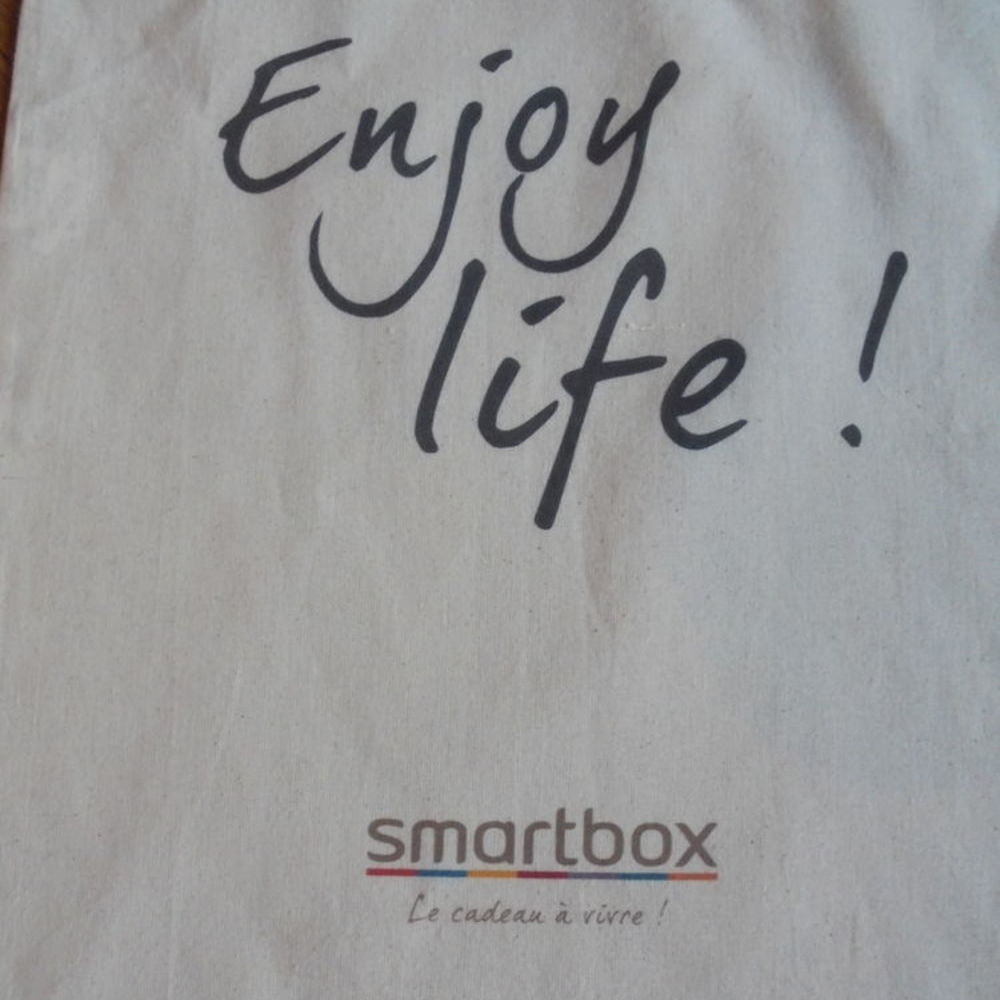 Enjoy
life !
smartbox
Le cadeau à vivre !